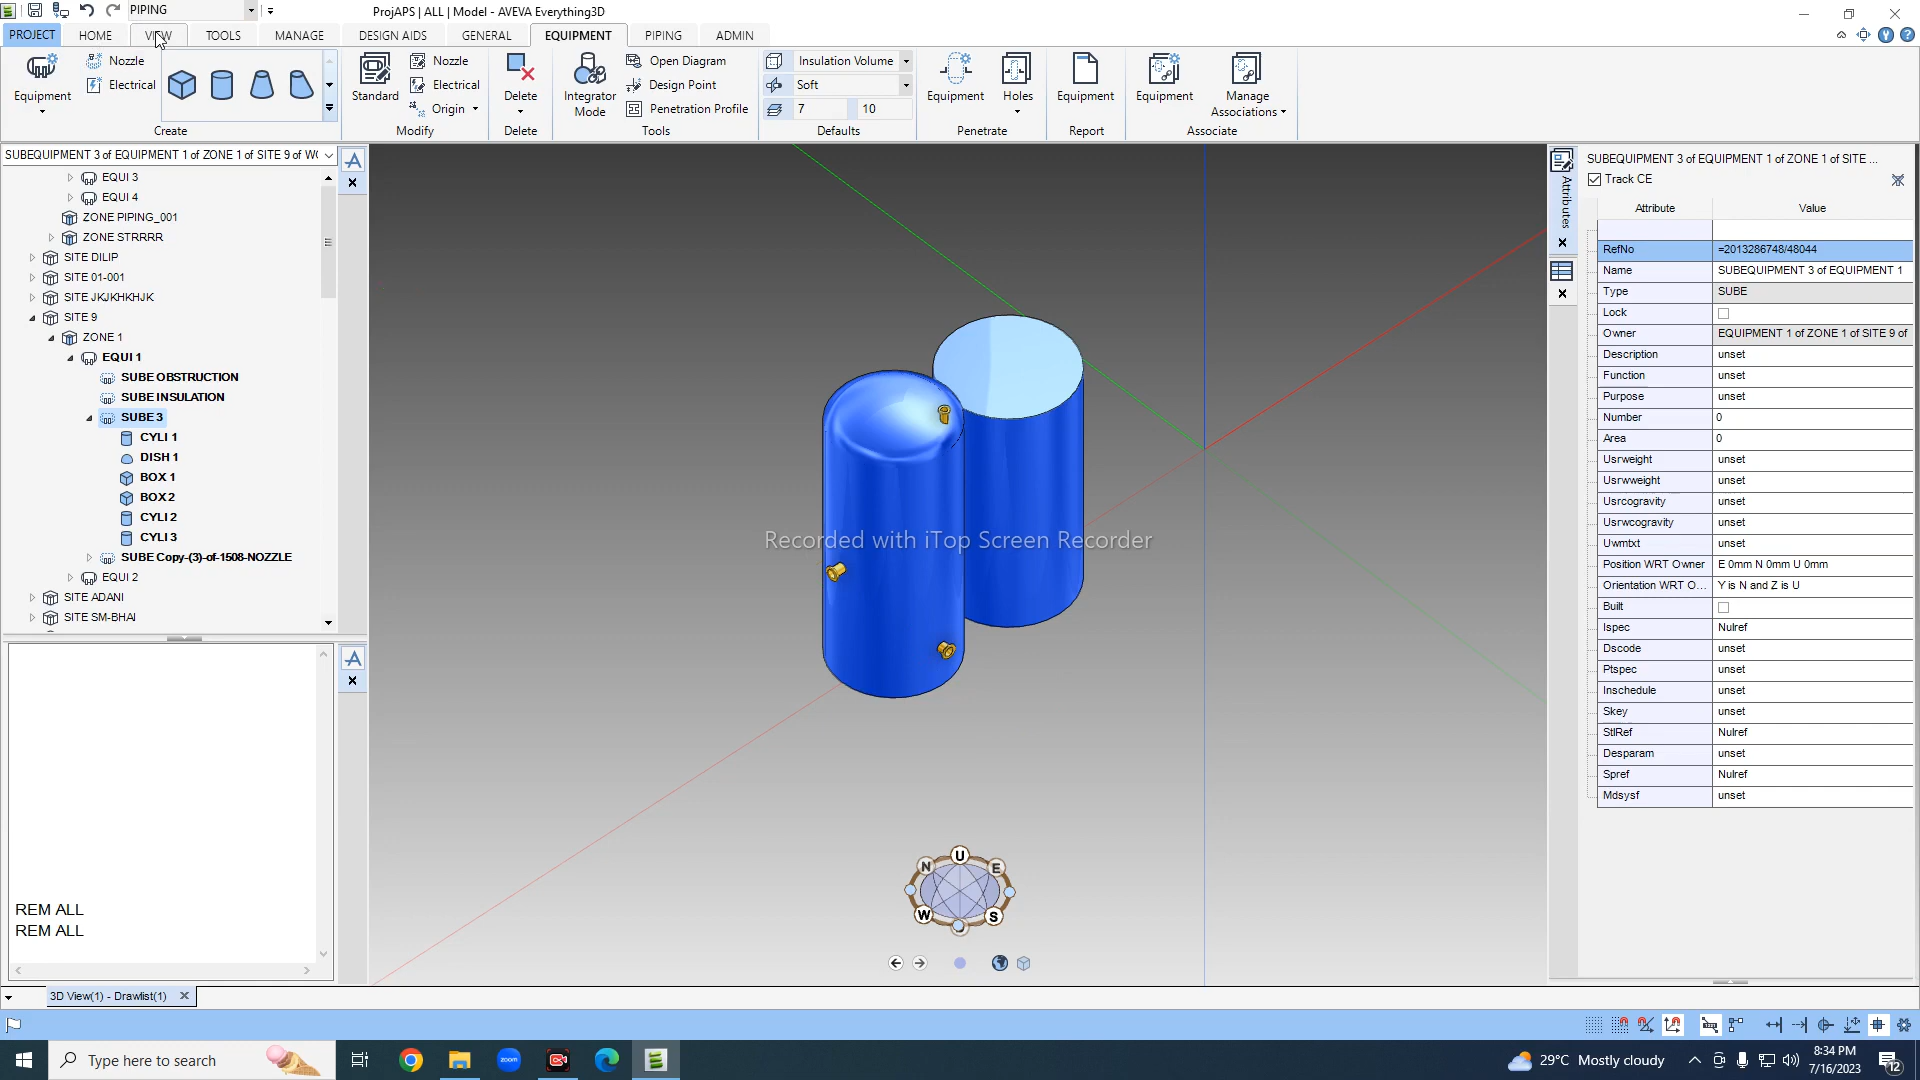 PIPING
ProjAPS | ALL | Model - AVEVA Everything3D
PROJECT HOME VIEW TOOLS MANAGE DESIGN AIDS GENERAL EQUIPMENT PIPING ADMIN
Equipment
Nozzle
Electrical
Create
Standard
Nozzle
Electrical
Origin
Modify
Delete
Delete
Integrator Mode
Open Diagram
Design Point
Penetration Profile
Tools
Insulation Volume
Soft
7 10
Defaults
Equipment
Holes
Penetrate
Equipment
Report
Equipment
Manage Associations
Associate
SUBEQUIPMENT 3 of EQUIPMENT 1 of ZONE 1 of SITE 9 of
EQUI 3
EQUI 4
ZONE PIPING_001
ZONE STRRRR
SITE DILIP
SITE 01-001
SITE JKJKHKHJK
SITE 9
ZONE 1
EQUI 1
SUBE OBSTRUCTION
SUBE INSULATION
SUBE 3
CYLI 1
DISH 1
BOX 1
BOX 2
CYLI 2
CYLI 3
SUBE Copy-(3)-of-1508-NOZZLE
EQUI 2
SITE ADANI
SITE SM-BHAI
REM ALL
REM ALL
3D View(1) - Drawlist(1)
Recorded with iTop Screen Recorder
U
N E
W S
Attributes
SUBEQUIPMENT 3 of EQUIPMENT 1 of ZONE 1 of SITE ...
Track CE
Attribute Value
RefNo =2013286748/48044
Name SUBEQUIPMENT 3 of EQUIPMENT 1
Type SUBE
Lock
Owner EQUIPMENT 1 of ZONE 1 of SITE 9 of
Description unset
Function unset
Purpose unset
Number 0
Area 0
Usrweight unset
Usrwweight unset
Usrcogravity unset
Usrwcogravity unset
Uwmtxt unset
Position WRT Owner E 0mm N 0mm U 0mm
Orientation WRT O... Y is N and Z is U
Built
Ispec Nulref
Dscode unset
Ptspec unset
Inschedule unset
Skey unset
StlRef Nulref
Desparam unset
Spref Nulref
Mdsysf unset
Type here to search
zoom
29°C Mostly cloudy
8:34 PM
7/16/2023
12